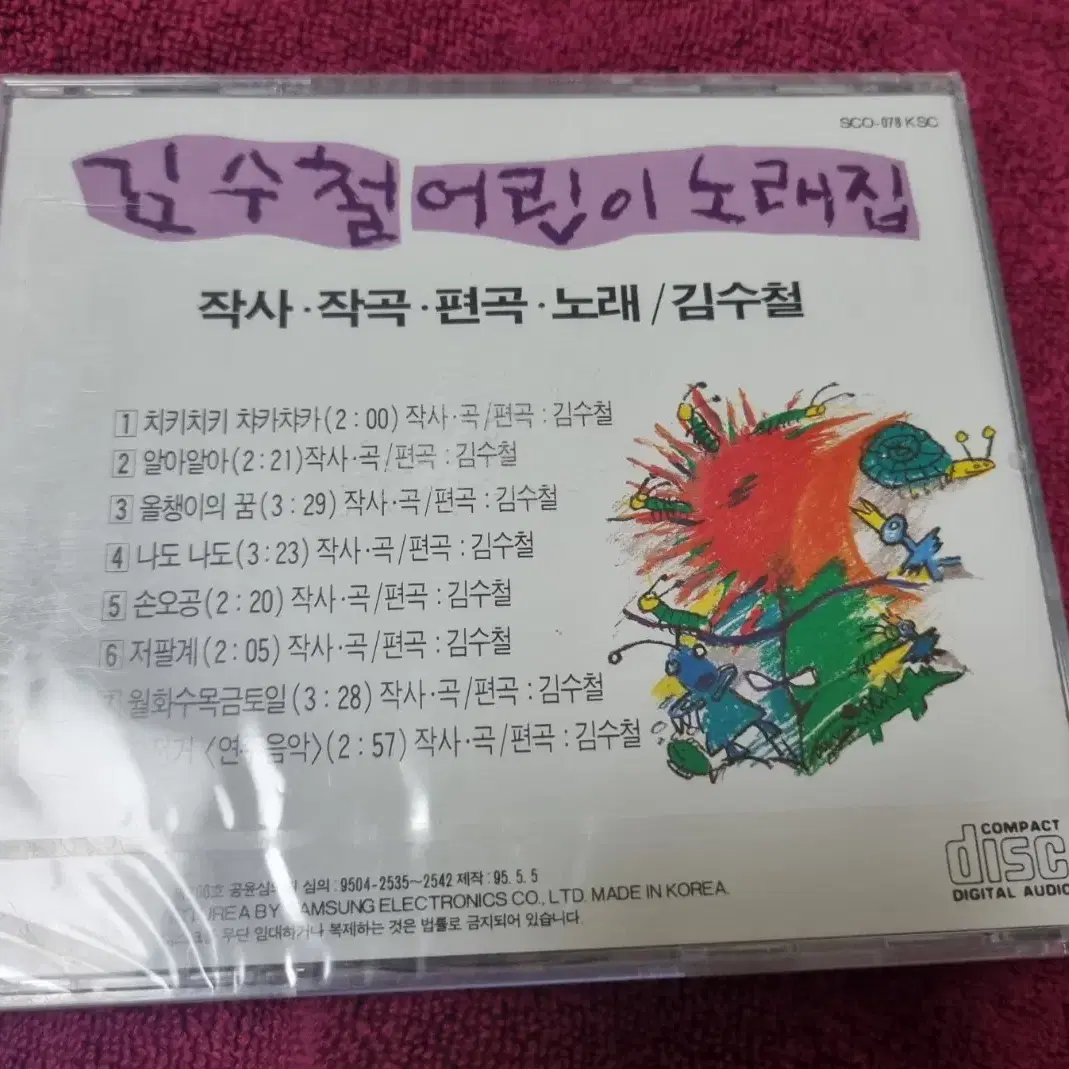 SCO-078 KSC
김수철 어린이 노래집
작사·작곡·편곡·노래/김수철
1 치키치키 챠카챠카(2:00) 작사·곡/편곡:김수철
2 알아알아(2:21)작사·곡/편곡:김수철
3 올챙이의 꿈(3:29) 작사·곡/편곡:김수철
4 나도 나도(3:23) 작사·곡/편곡:김수철
5 손오공(2:20) 작사·곡/편곡:김수철
6 저팔계(2:05) 작사·곡/편곡:김수철
월화수목금토일(3:28) 작사·곡/편곡:김수철
(2:57) 작사·곡/편곡:김수철
심의:9504-2535~2542 제작:95.5.5
BY SAMSUNG ELECTRONICS CO., LTD. MADE IN KOREA.
무단 임대하거나 복제하는 것은 법률로 금지되어 있습니다.
COMPACT
disc
DIGITAL AUDIO